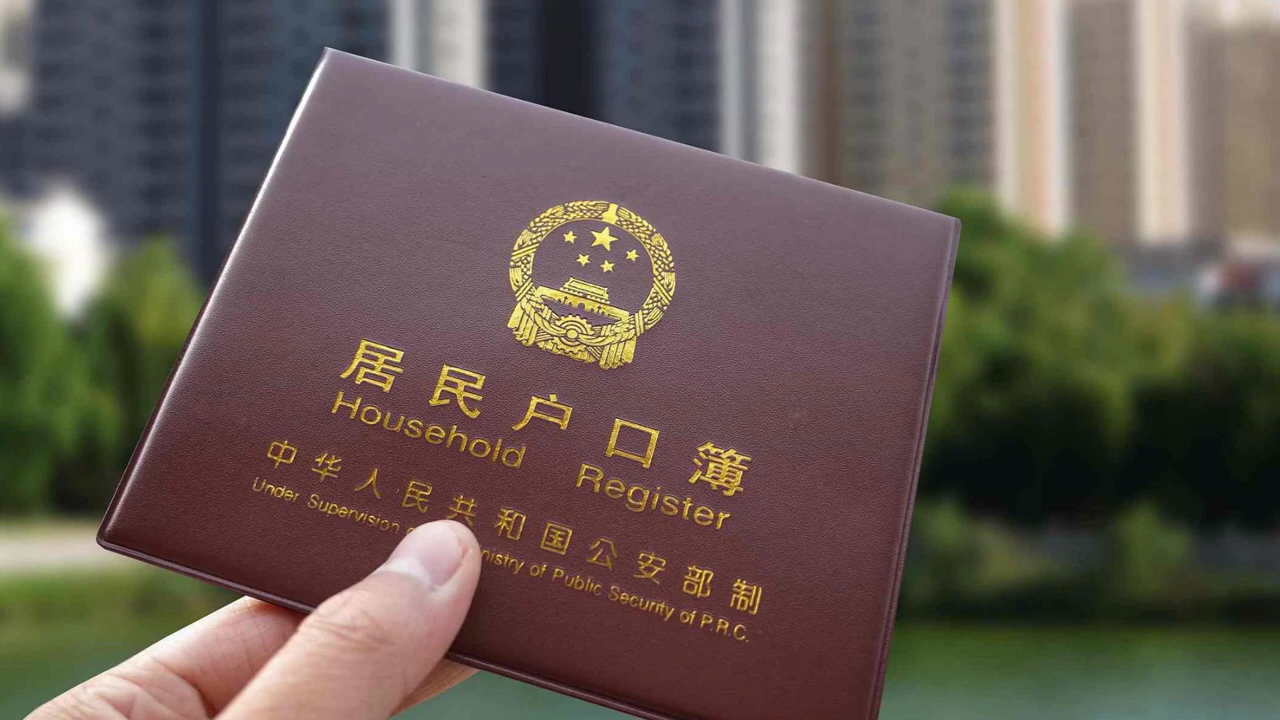 居民户口簿
Household Register
中华人民共和国公安部制
Under Supervision nistry of Public Security of P.R.C.